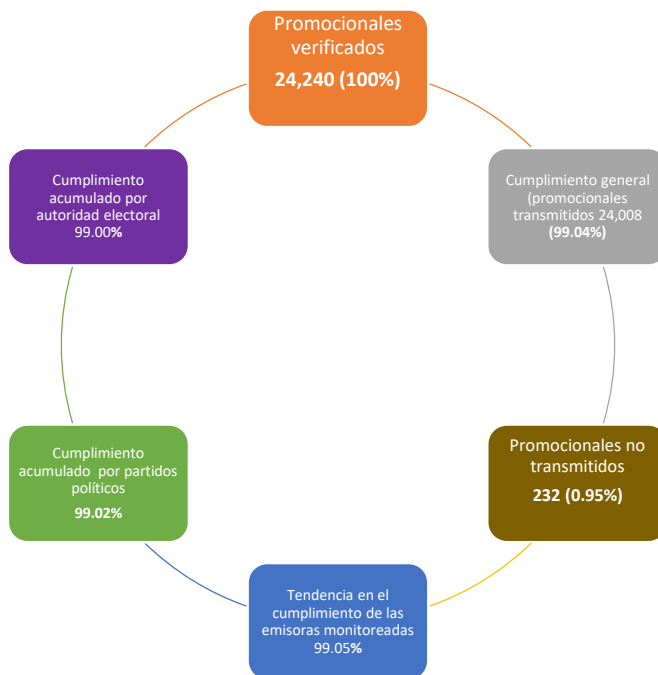 Promocionales
verificados
24,240 (100%)
Cumplimiento general
(promocionales
transmitidos 24,008
(99.04%)
Promocionales no
transmitidos
232 (0.95%)
Tendencia en el
cumplimiento de las
emisoras monitoreadas
99.05%
Cumplimiento
acumulado por partidos
políticos
99.02%
Cumplimiento
acumulado por
autoridad electoral
99.00%